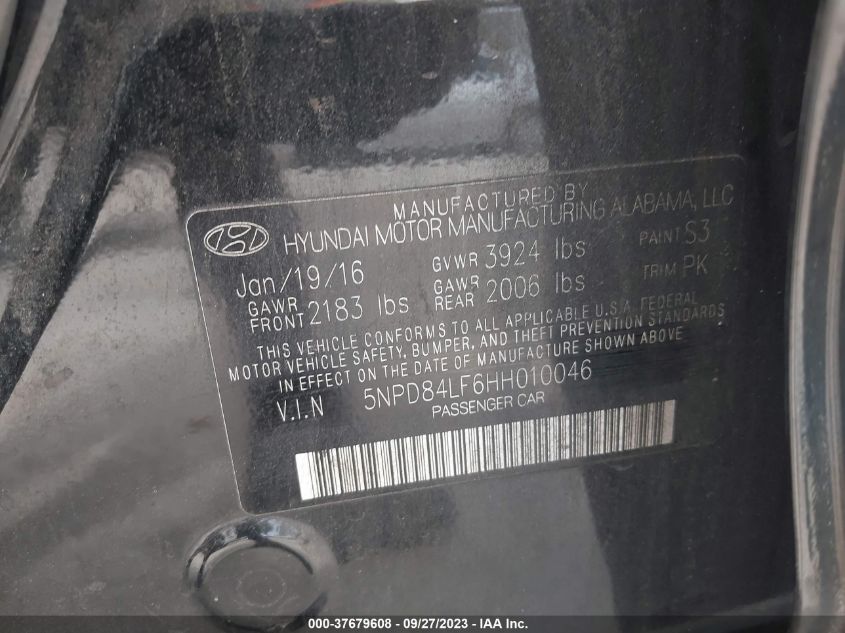 MANUFACTURED BY
HYUNDAI MOTOR MANUFACTURING ALABAMA, LLC
Jan/19/16 GVWR 3924 lbs PAINT S3
GAWR FRONT 2183 lbs GAWR REAR 2006 lbs TRIM PK
THIS VEHICLE CONFORMS TO ALL APPLICABLE U.S.A. FEDERAL
MOTOR VEHICLE SAFETY, BUMPER, AND THEFT PREVENTION STANDARDS
IN EFFECT ON THE DATE OF MANUFACTURE SHOWN ABOVE
V.I.N 5NPD84LF6HH010046
PASSENGER CAR
000-37679608 - 09/27/2023 - IAA Inc.